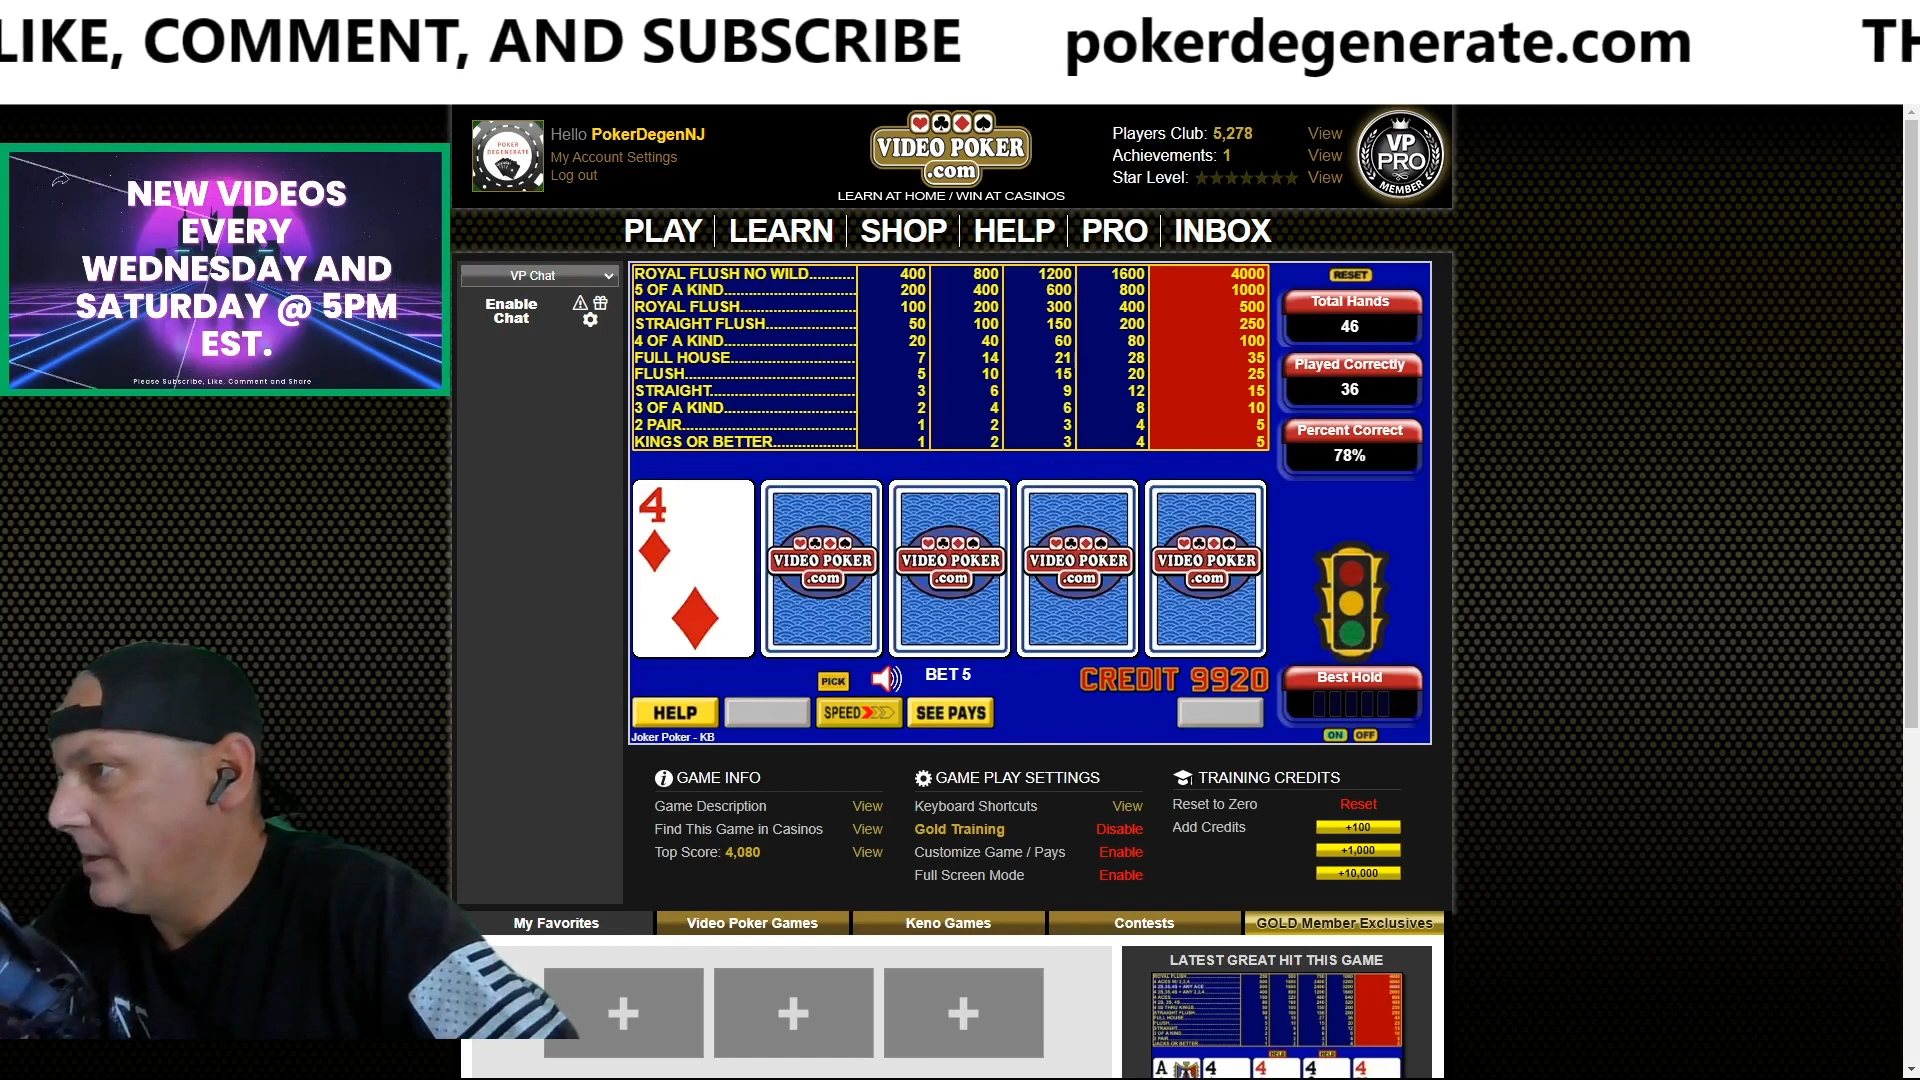 LIKE, COMMENT, AND SUBSCRIBE pokerdegenerate.com TH
NEW VIDEOS
EVERY
WEDNESDAY AND
SATURDAY @ 5PM
EST.
Please Subscribe, Like, Comment and Share
POKER
DEGENERATE
Hello PokerDegenNJ
My Account Settings
Log out
VIDEO POKER
.com
LEARN AT HOME / WIN AT CASINOS
Players Club: 5,278 View
Achievements: 1 View
Star Level: View
VP
PRO
MEMBER
PLAY LEARN SHOP HELP PRO INBOX
VP Chat
Enable
Chat
ROYAL FLUSH NO WILD.......... 400 800 1200 1600 4000
5 OF A KIND 200 400 600 800 1000
ROYAL FLUSH 100 200 300 400 500
STRAIGHT FLUSH 50 100 150 200 250
4 OF A KIND 20 40 60 80 100
FULL HOUSE 7 14 21 28 35
FLUSH 5 10 15 20 25
STRAIGHT 3 6 9 12 15
3 OF A KIND 2 4 6 8 10
2 PAIR 1 2 3 4 5
KINGS OR BETTER 1 2 3 4 5
RESET
Total Hands
46
Played Correctly
36
Percent Correct
78%
4
VIDEO POKER
.com
VIDEO POKER
.com
VIDEO POKER
.com
VIDEO POKER
.com
PICK BET 5 CREDIT 9920
HELP SPEED SEE PAYS
Joker Poker - KB
Best Hold
ON OFF
GAME INFO
Game Description View
Find This Game in Casinos View
Top Score: 4,080 View
GAME PLAY SETTINGS
Keyboard Shortcuts View
Gold Training Disable
Customize Game / Pays Enable
Full Screen Mode Enable
TRAINING CREDITS
Reset to Zero Reset
Add Credits +100
+1,000
+10,000
My Favorites Video Poker Games Keno Games Contests GOLD Member Exclusives
LATEST GREAT HIT THIS GAME
A 4 4 4 4